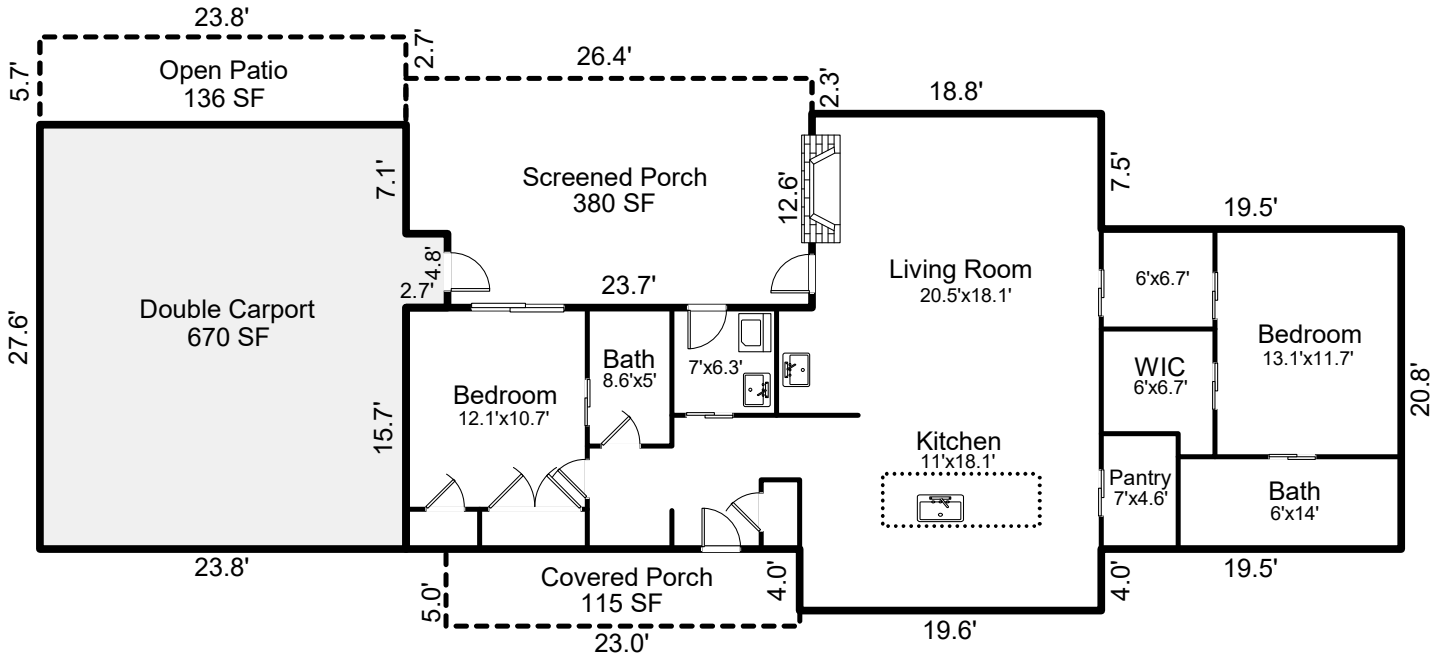 23.8'
5.7'
Open Patio
136 SF
2.7'
26.4'
2.3'
18.8'
7.1'
Screened Porch
380 SF
12.6'
7.5'
19.5'
4.8'
2.7'
23.7'
Living Room
20.5'x18.1'
6'x6.7'
Double Carport
670 SF
27.6'
Bedroom
13.1'x11.7'
Bath
8.6'x5'
7'x6.3'
WIC
6'x6.7'
20.8'
Bedroom
12.1'x10.7'
15.7'
Kitchen
11'x18.1'
Pantry
7'x4.6'
Bath
6'x14'
23.8'
5.0'
Covered Porch
115 SF
4.0'
4.0'
19.5'
23.0'
19.6'